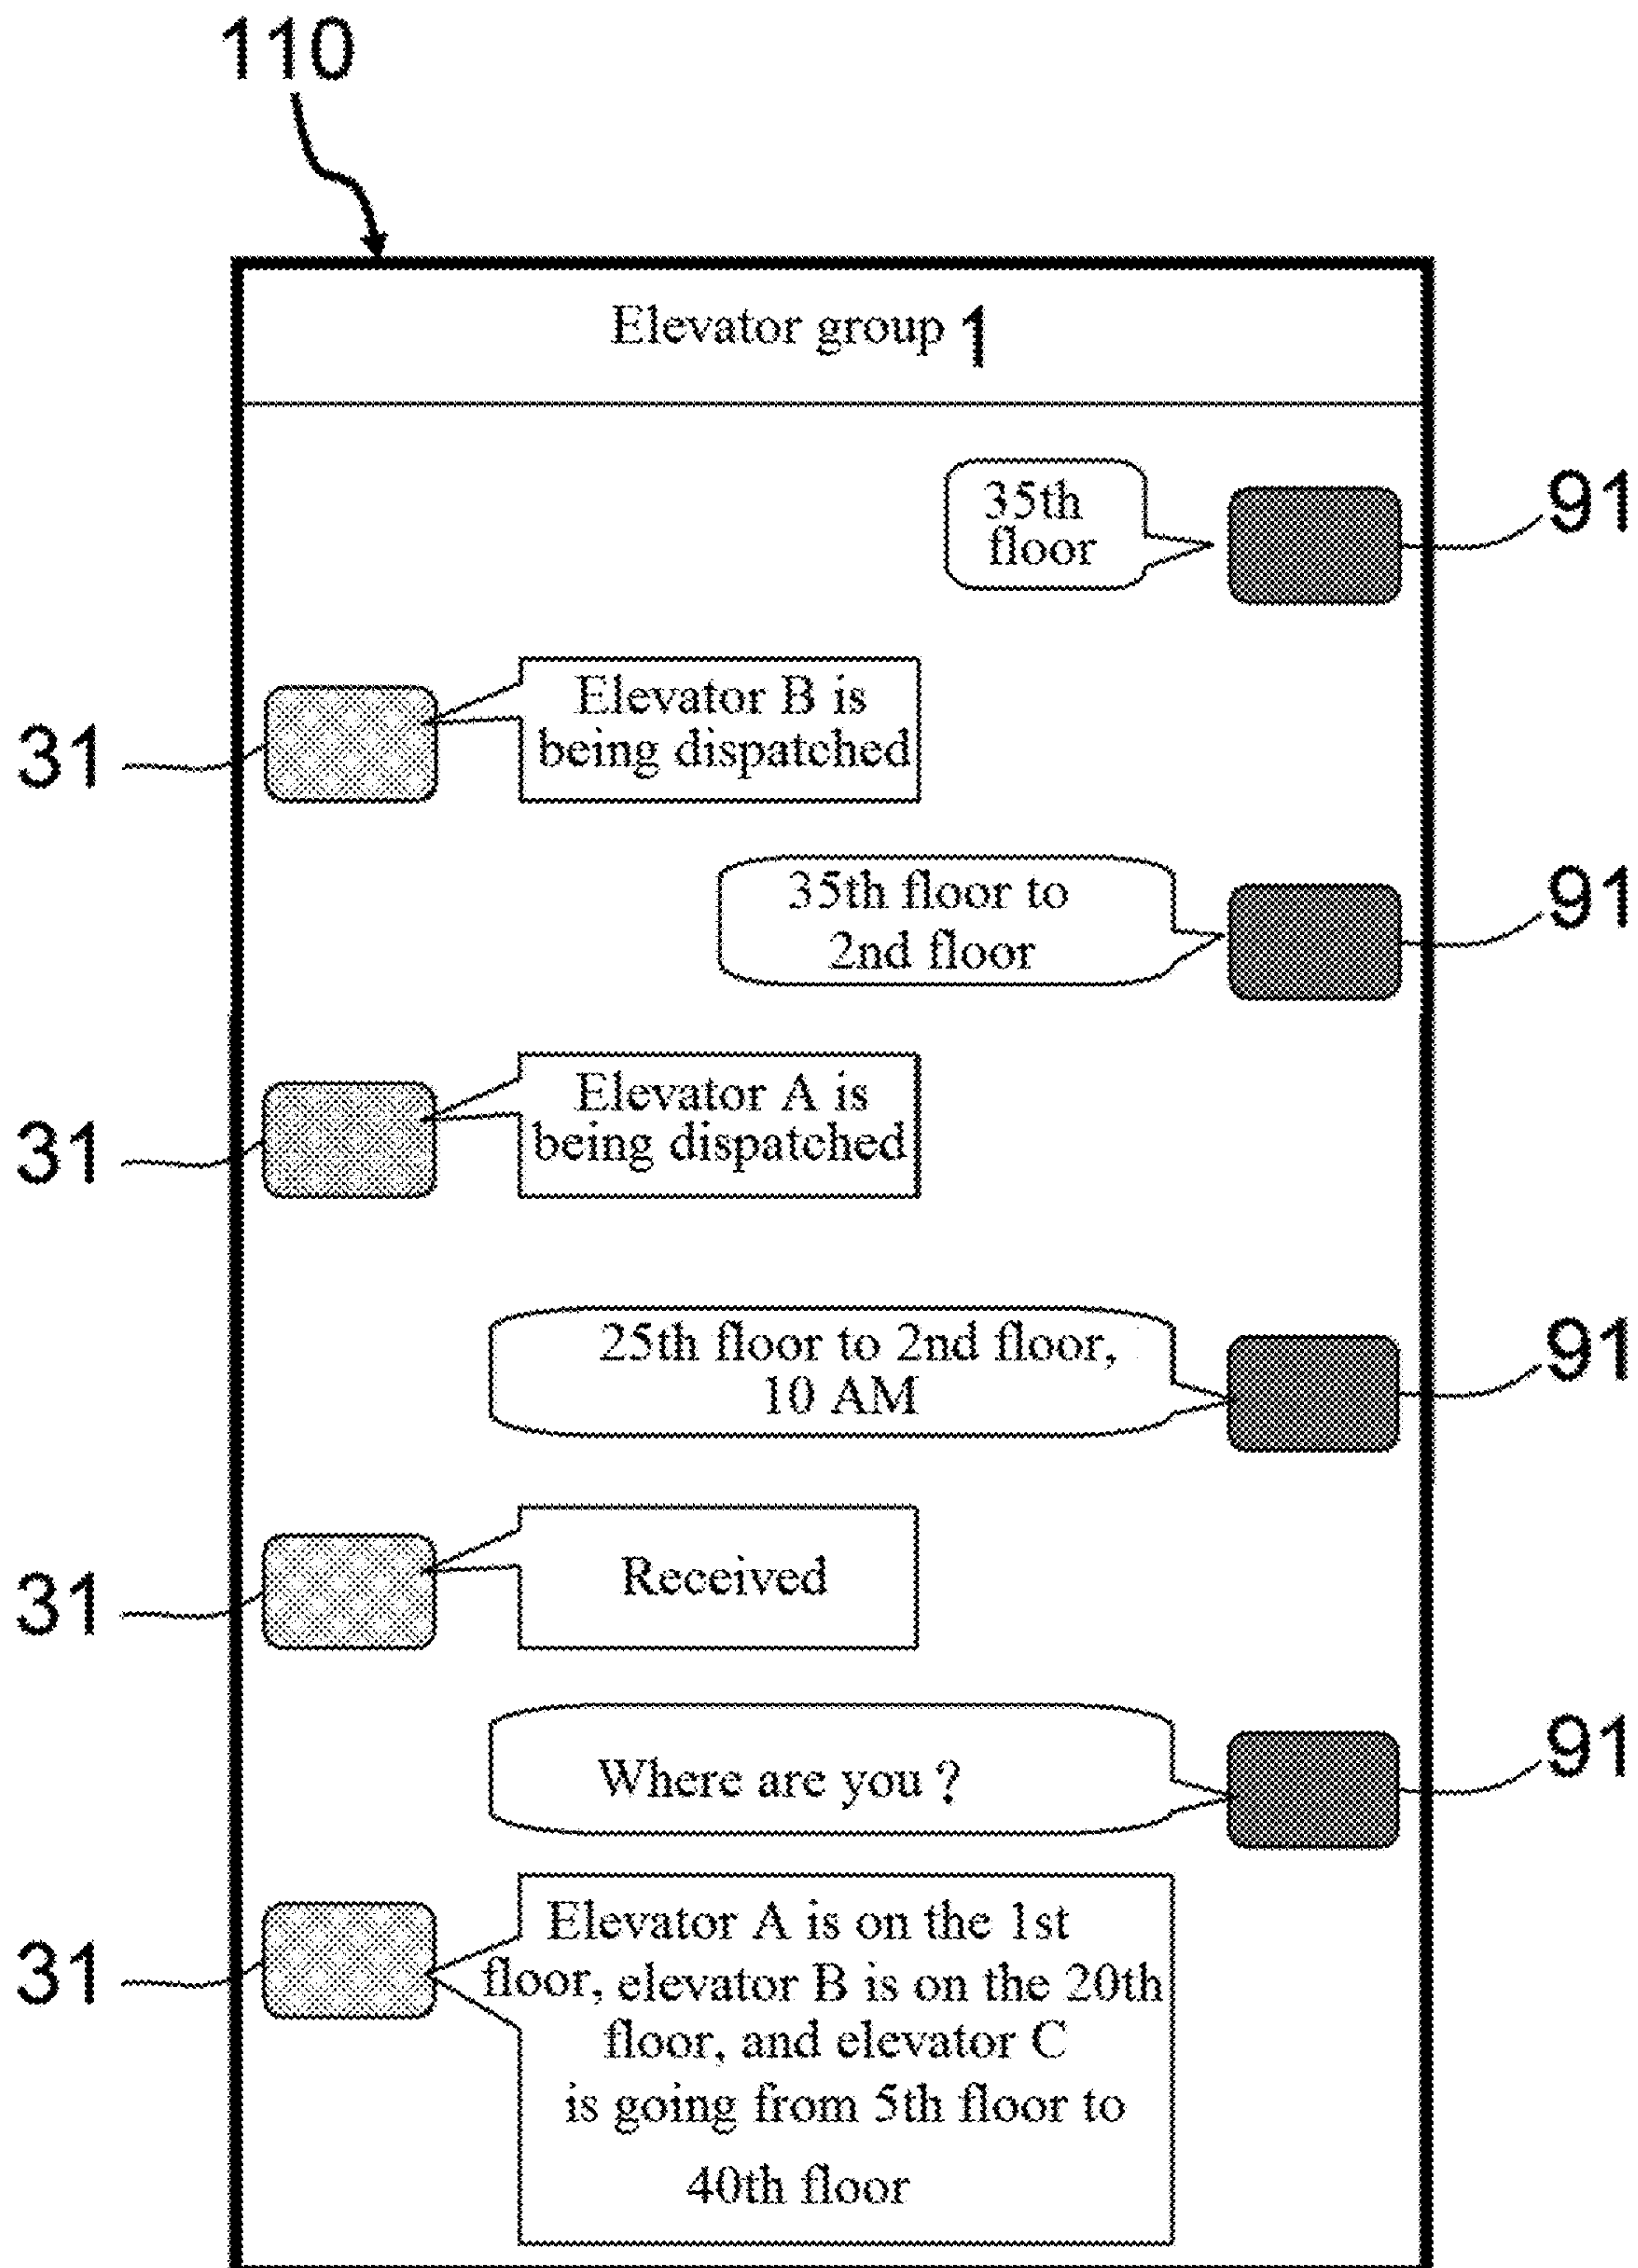 110
Elevator group 1
35th
floor
91
Elevator B is
being dispatched
31
35th floor to
2nd floor
91
Elevator A is
being dispatched
31
25th floor to 2nd floor,
10 AM
91
Received
31
Where are you?
91
Elevator A is on the 1st
floor, elevator B is on the 20th
floor, and elevator C
is going from 5th floor to
40th floor
31